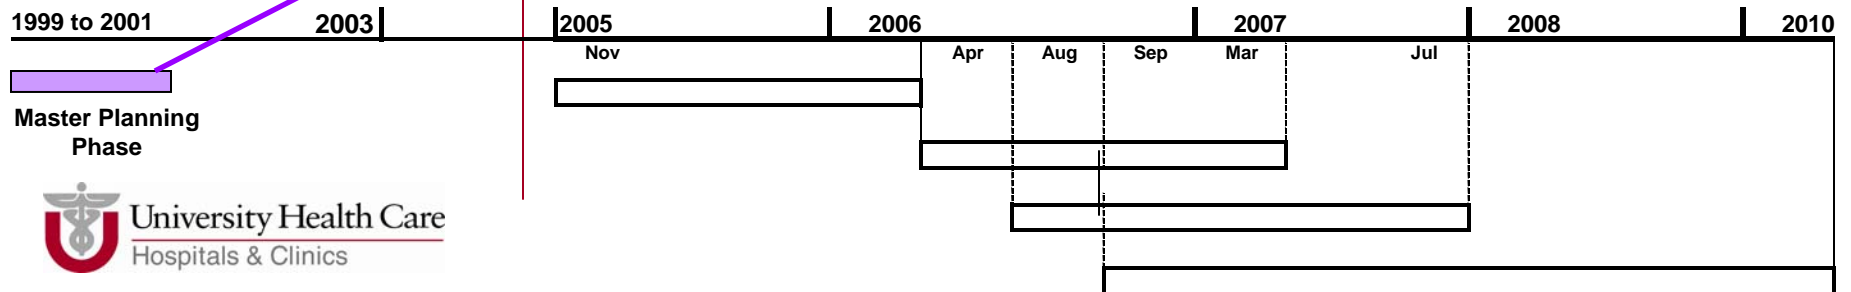 1999 to 2001 2003 2005 2006 2007 2008 2010
Nov Apr Aug Sep Mar Jul
Master Planning
Phase
University Health Care
Hospitals & Clinics